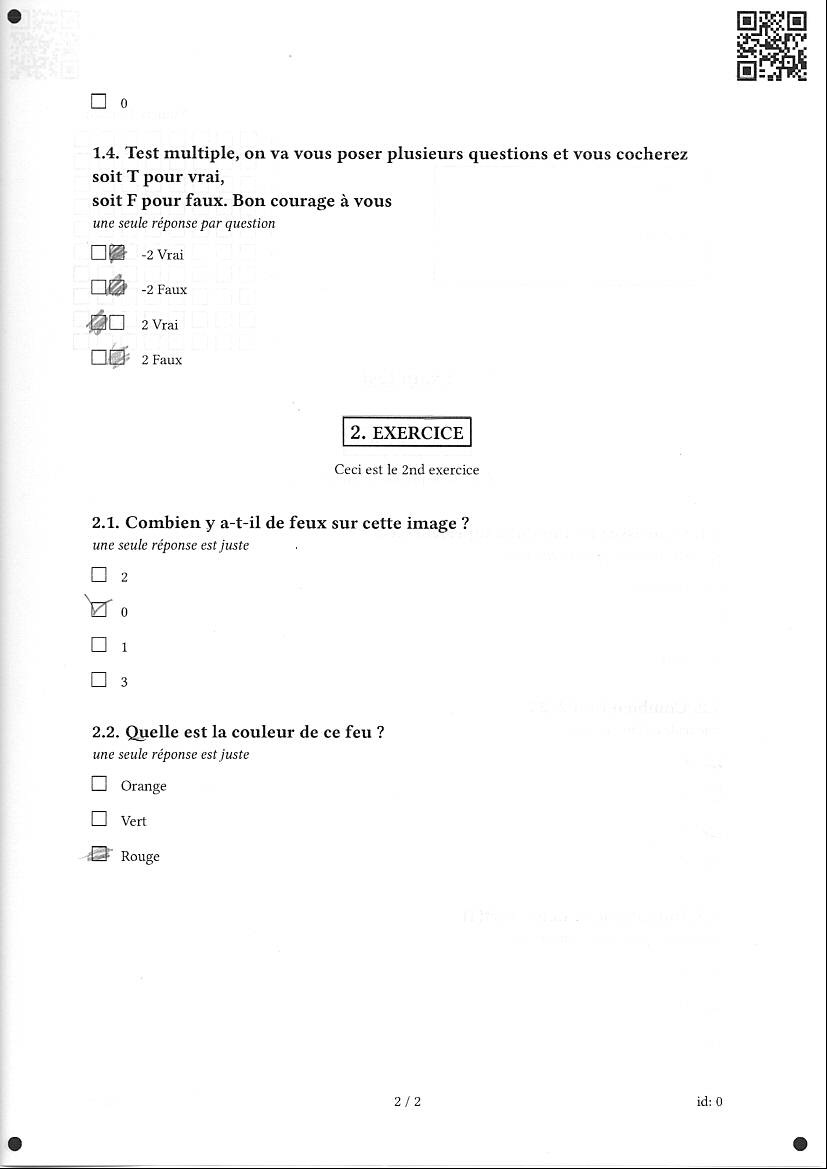 0
1.4. Test multiple, on va vous poser plusieurs questions et vous cocherez
soit T pour vrai,
soit F pour faux. Bon courage à vous
une seule réponse par question
-2 Vrai
-2 Faux
2 Vrai
2 Faux
2. EXERCICE
Ceci est le 2nd exercice
2.1. Combien y a-t-il de feux sur cette image ?
une seule réponse est juste
2
0
1
3
2.2. Quelle est la couleur de ce feu ?
une seule réponse est juste
Orange
Vert
Rouge
2 / 2 id: 0